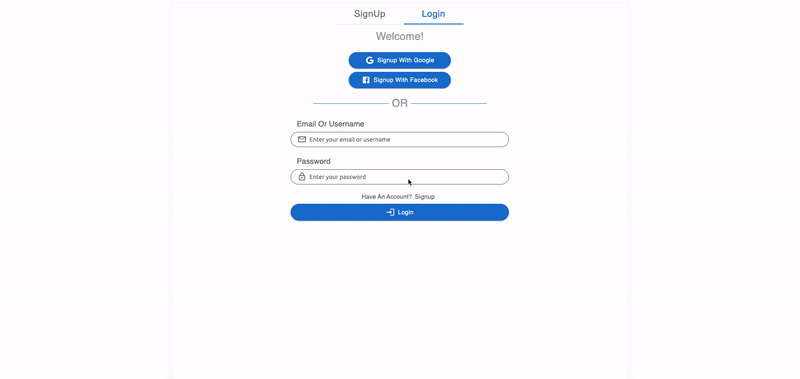 SignUp Login
Welcome!
Signup With Google
Signup With Facebook
OR
Email Or Username
Enter your email or username
Password
Enter your password
Have An Account? Signup
Login